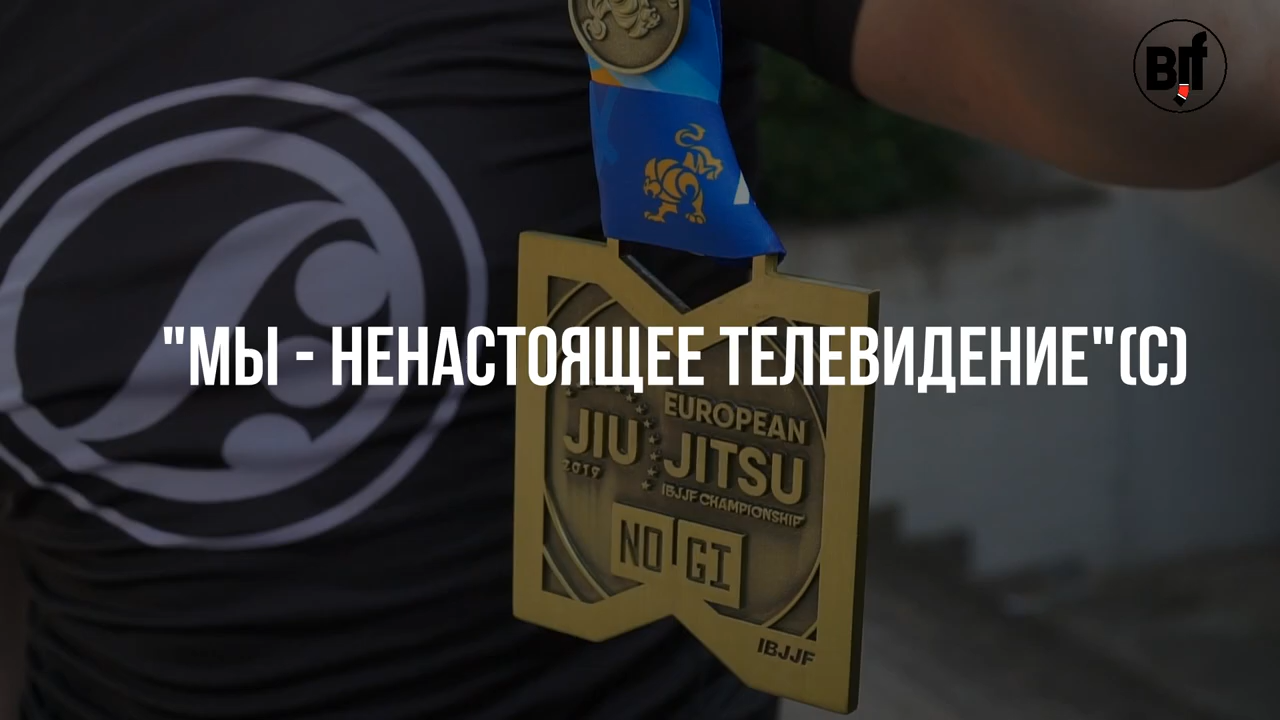 BJf
"МЫ - НЕНАСТОЯЩЕЕ ТЕЛЕВИДЕНИЕ"(С)
EUROPEAN
JIU JITSU
2019
IBJJF CHAMPIONSHIP
NO GI
IBJJF